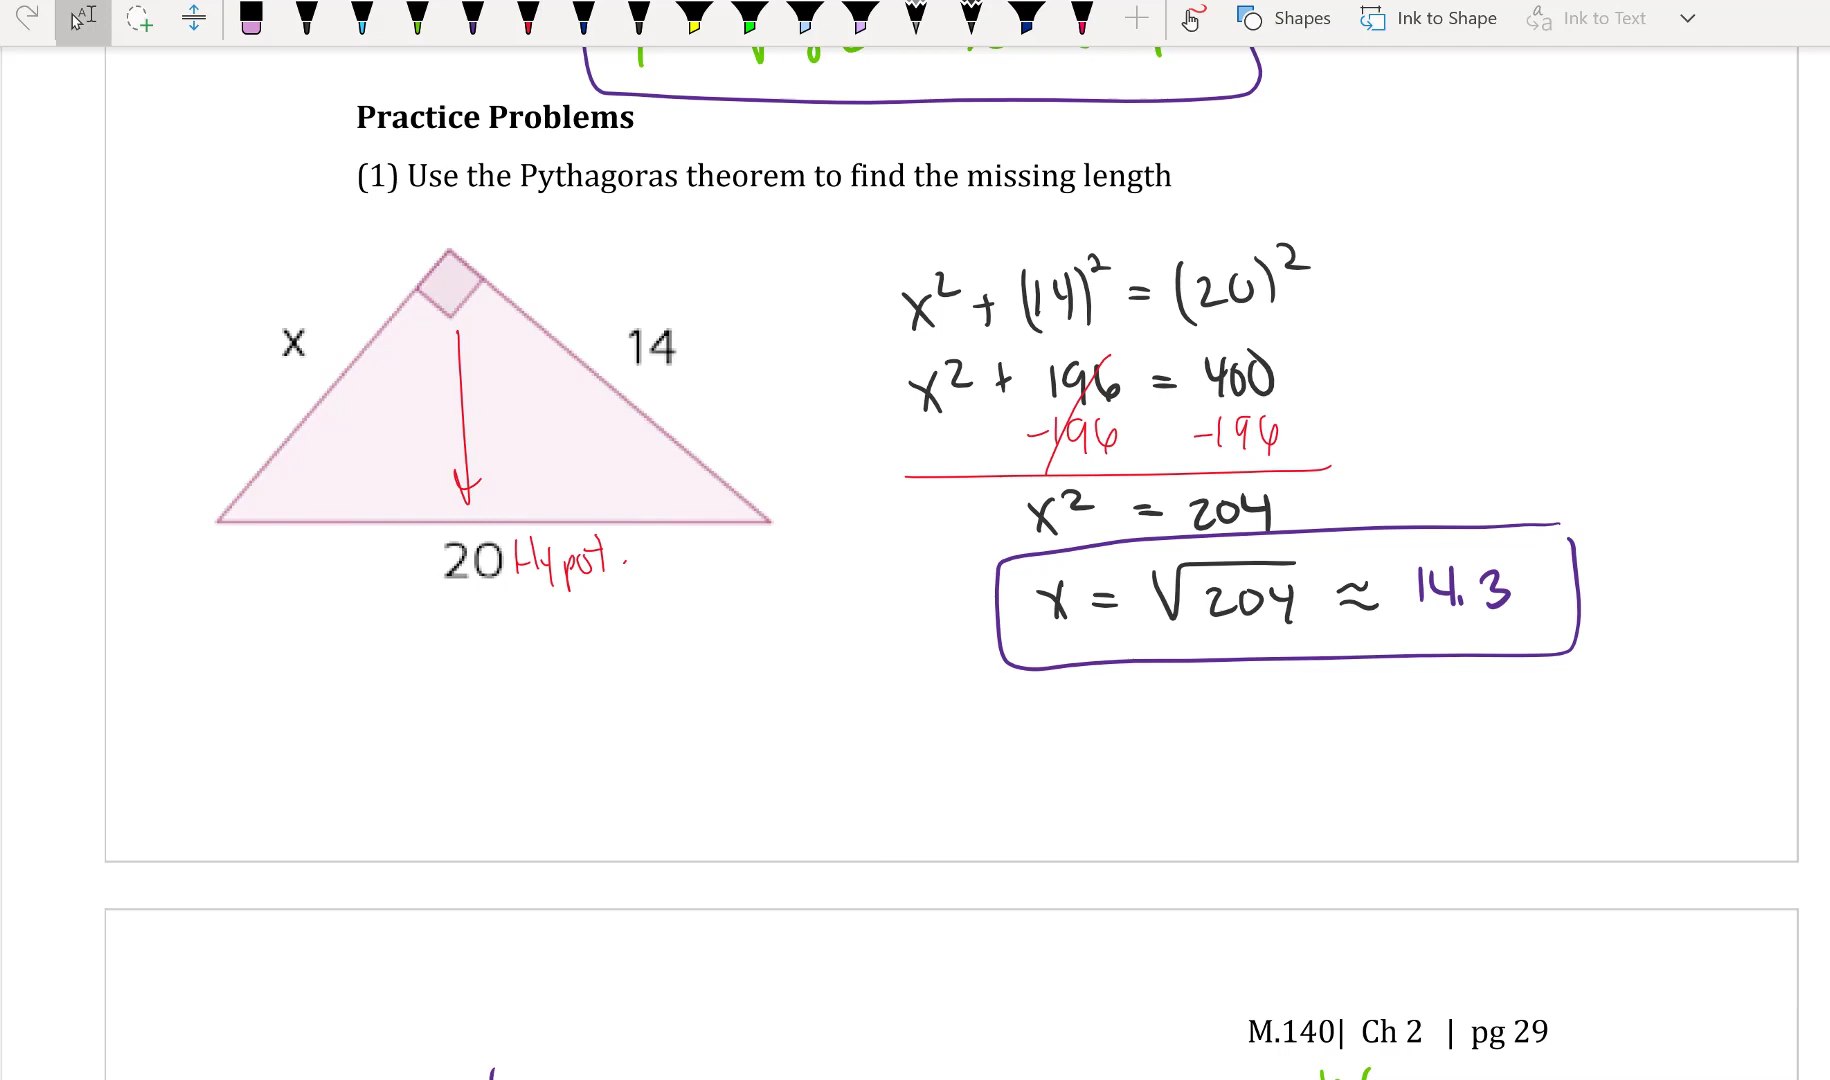 Shapes
Ink to Shape
Ink to Text
Practice Problems
(1) Use the Pythagoras theorem to find the missing length
x
14
20 Hypot.
x² + (14)² = (20)²
x² + 196 = 400
-196 -196
x² = 204
x = √204 ≈ 14.3
M.140| Ch 2 | pg 29